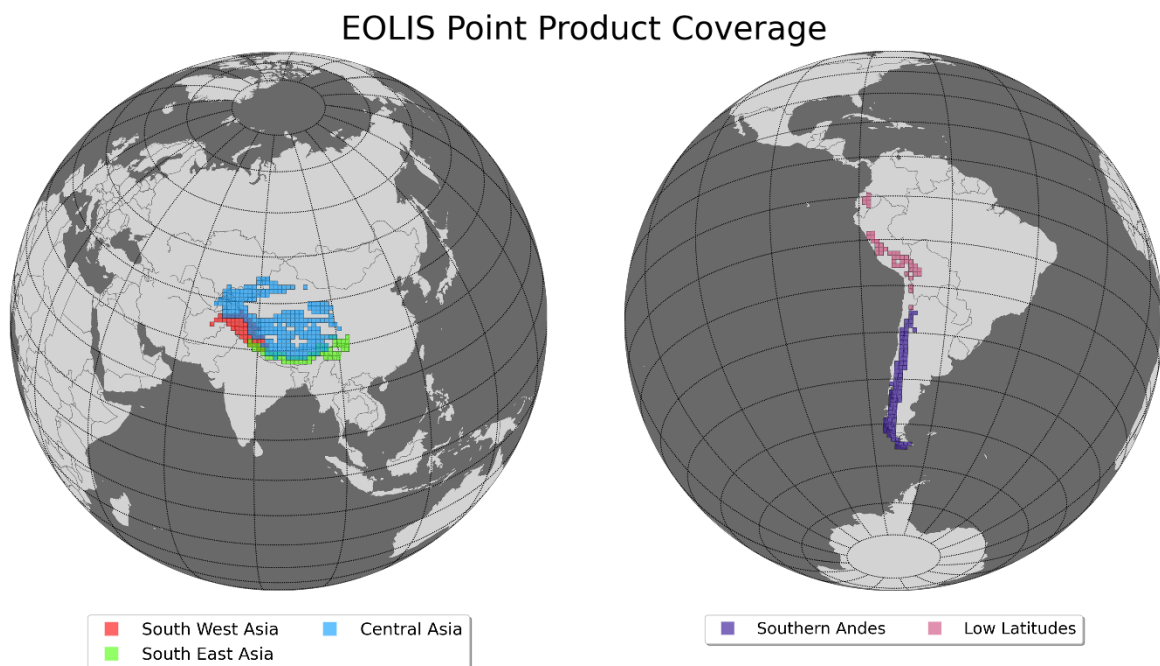 EOLIS Point Product Coverage
South West Asia
Central Asia
South East Asia
Southern Andes
Low Latitudes